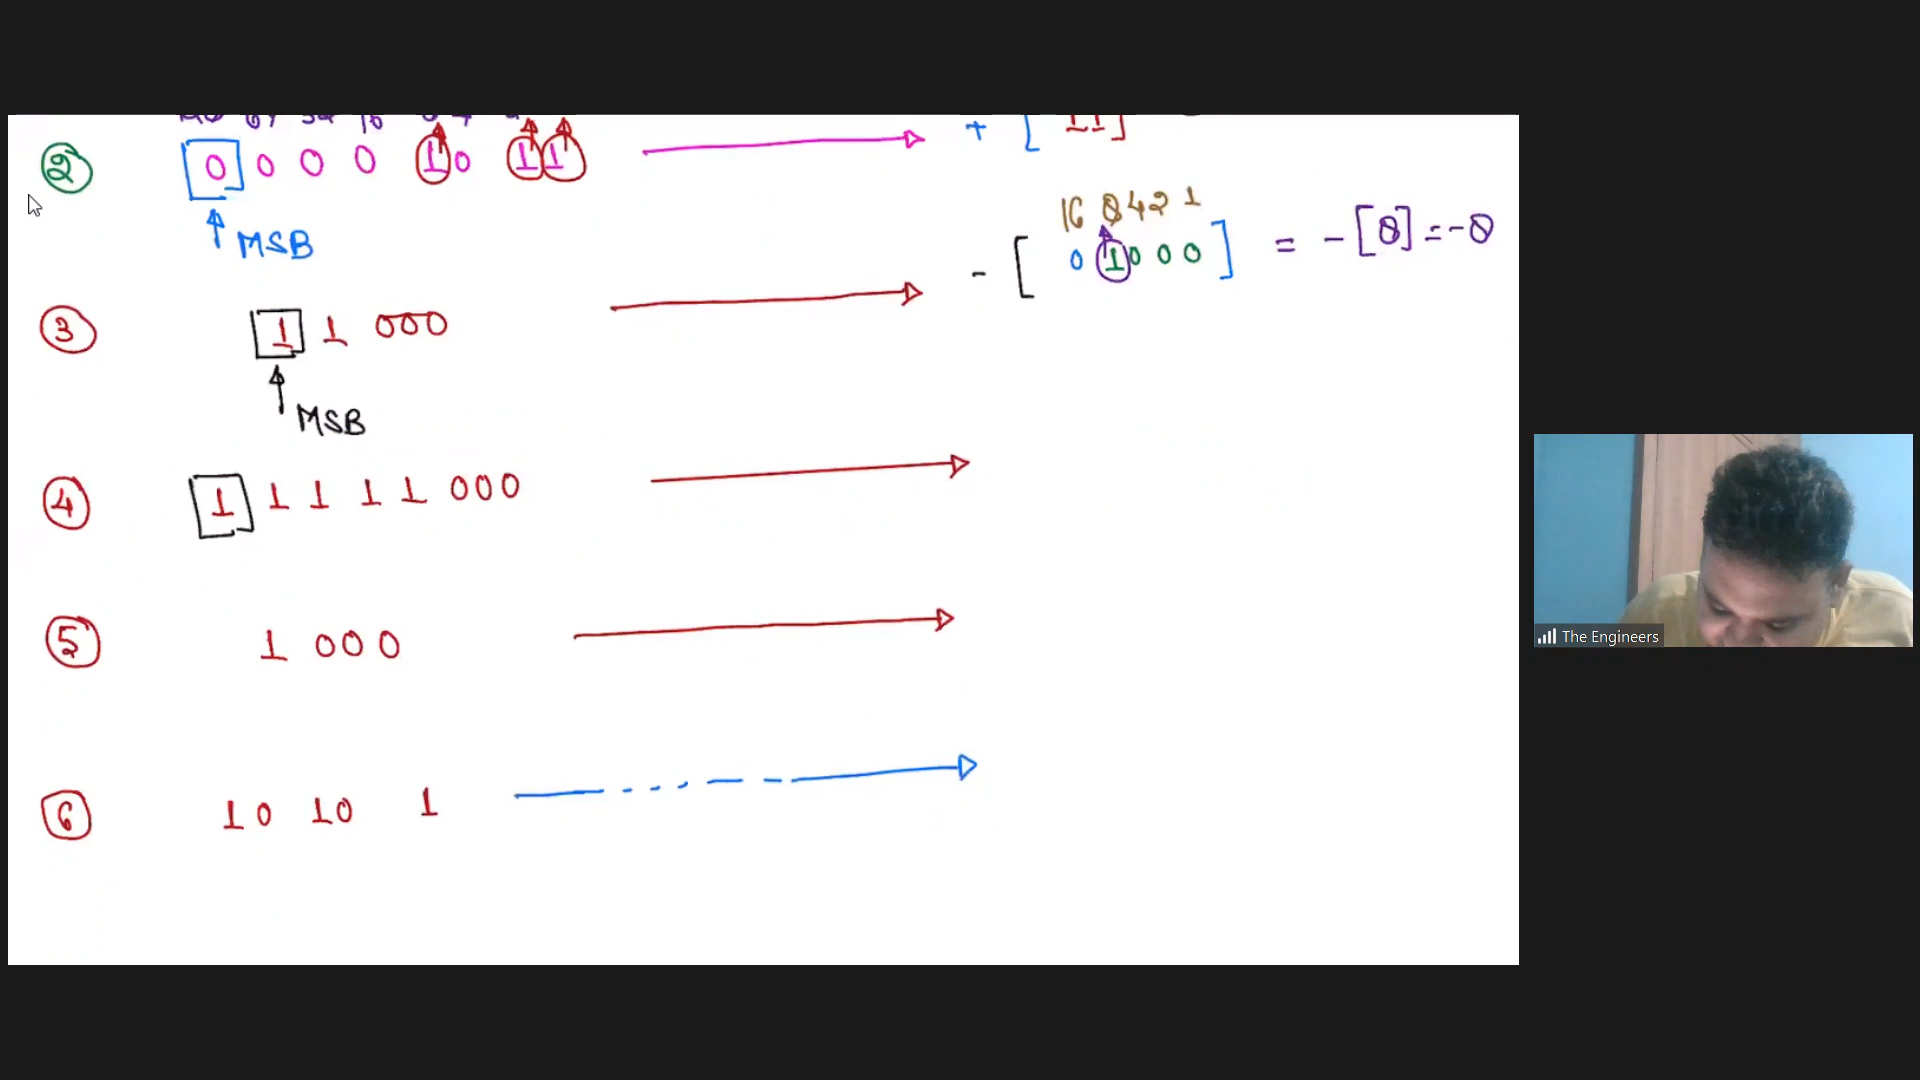 ② 0 0 0 0 1 0 1 1 + [ 11 ]
MSB
16 8 4 2 1
- [ 0 1 0 0 0 ] = - [8] = -8
③ 1 1 000
MSB
④ 1 1 1 1 1 000
⑤ 1 000
⑥ 10 10 1
The Engineers